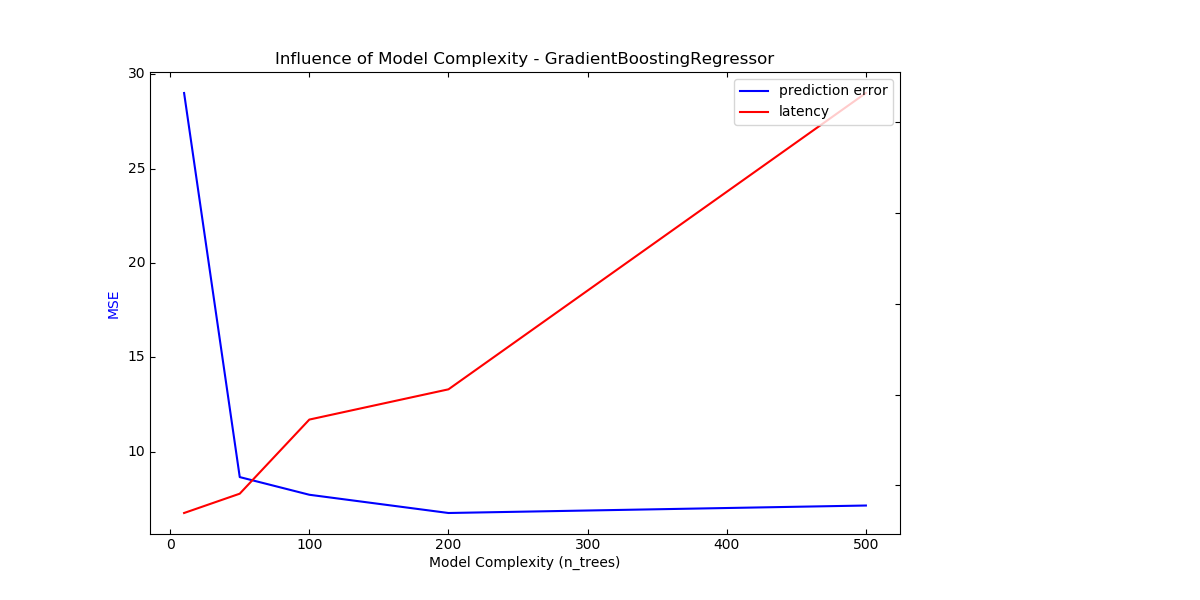 Influence of Model Complexity - GradientBoostingRegressor
prediction error
latency
30
25
20
15
10
MSE
0 100 200 300 400 500
Model Complexity (n_trees)